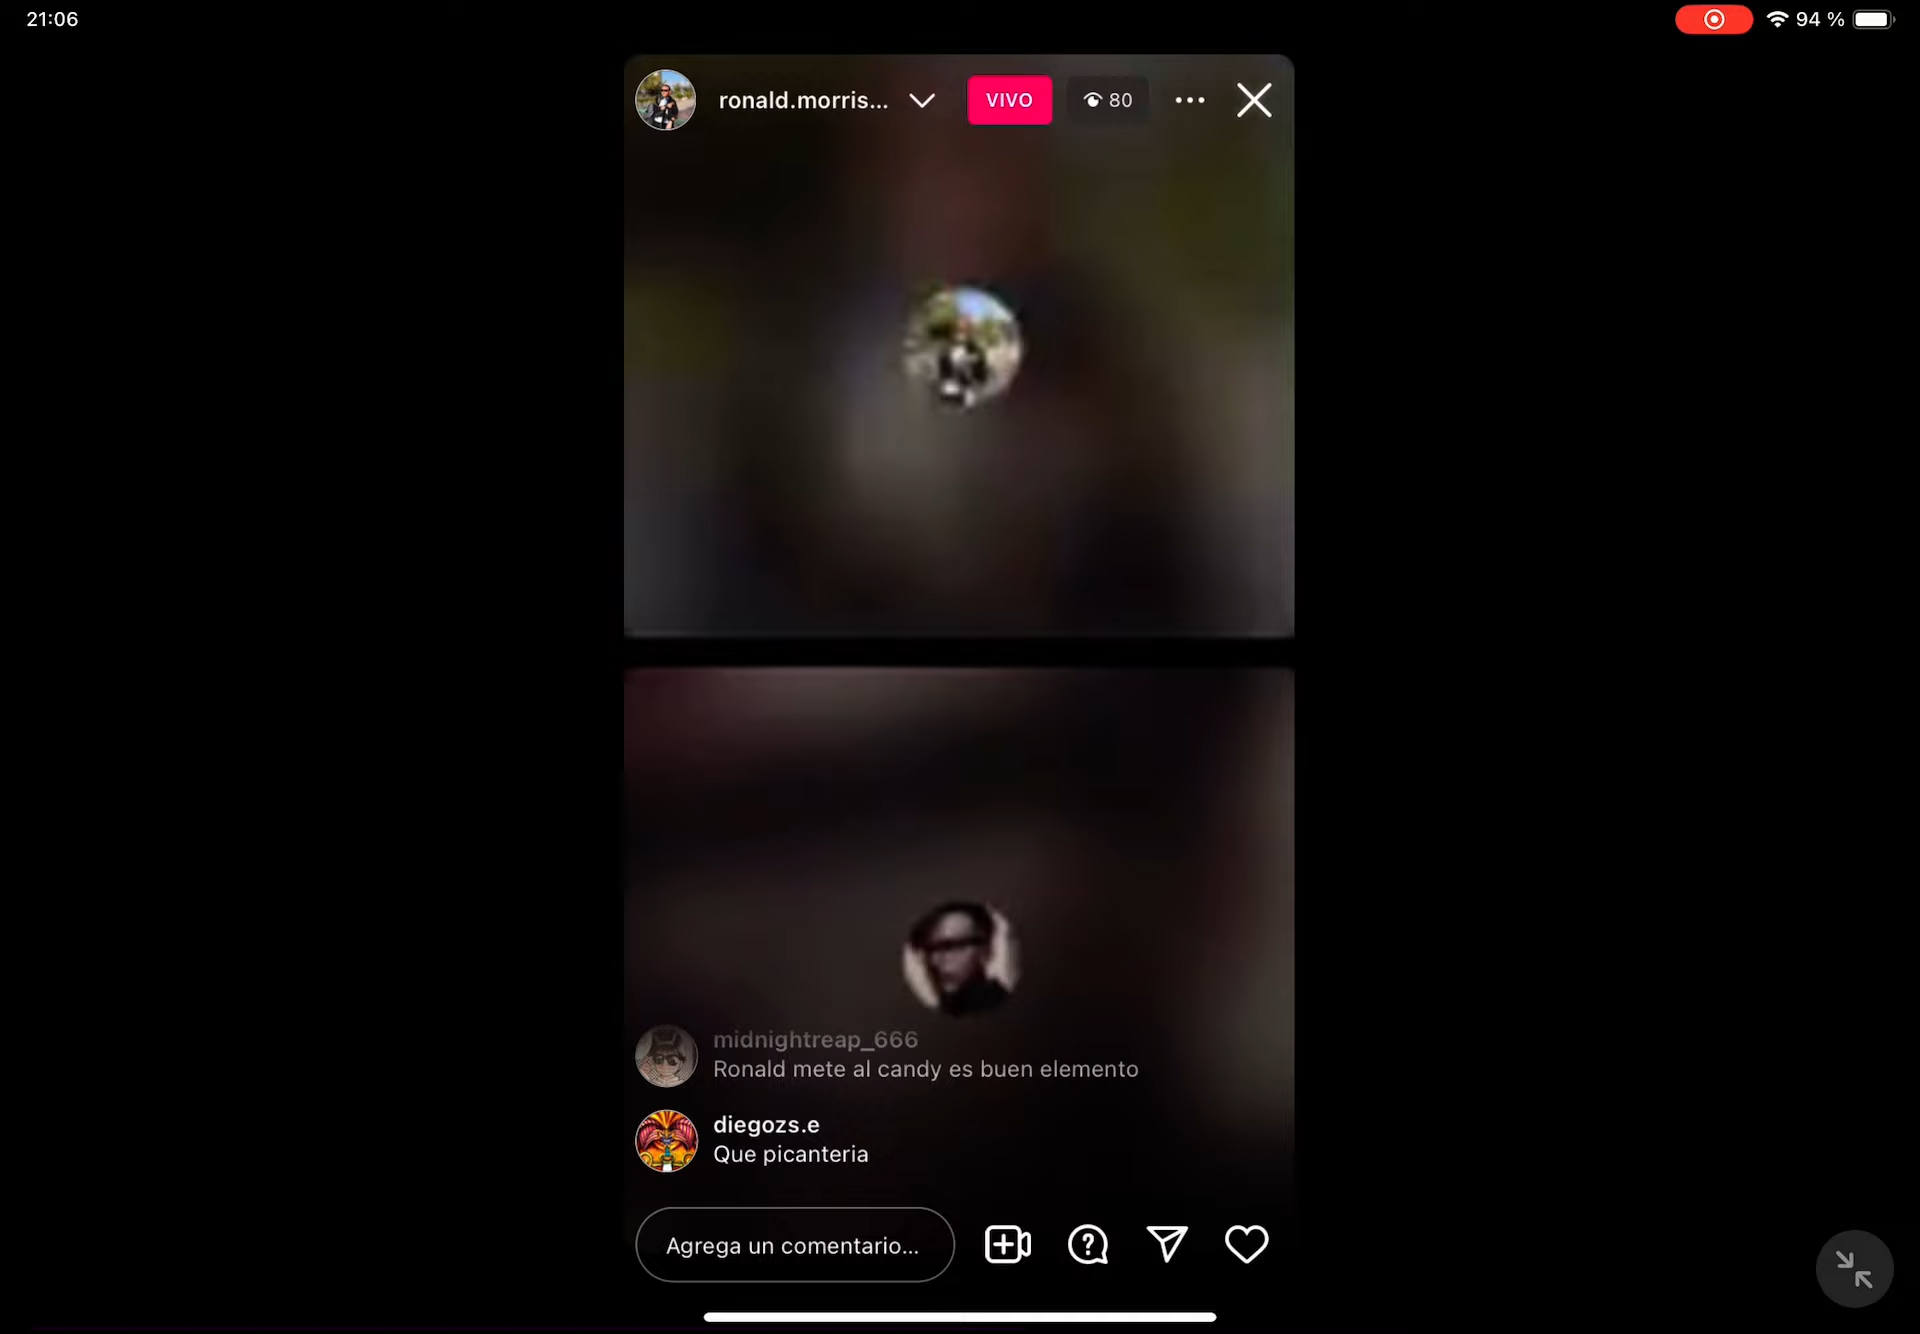 21:06
94 %
ronald.morris...
VIVO
80
midnightreap_666
Ronald mete al candy es buen elemento
diegozs.e
Que picanteria
Agrega un comentario...